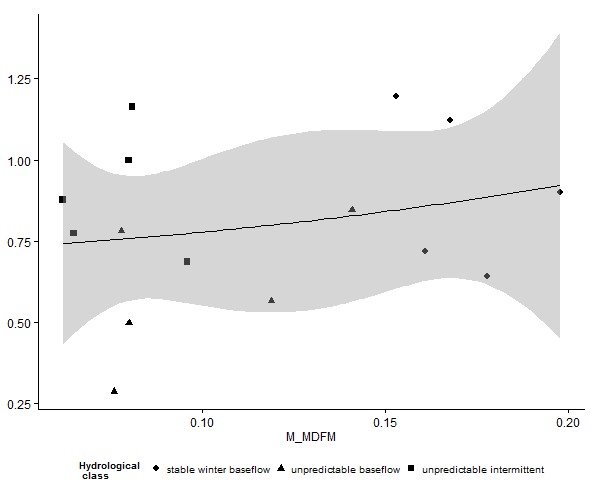 1.25
1.00
0.75
0.50
0.25
0.10 0.15 0.20
M_MDFM
Hydrological
class
stable winter baseflow unpredictable baseflow unpredictable intermittent